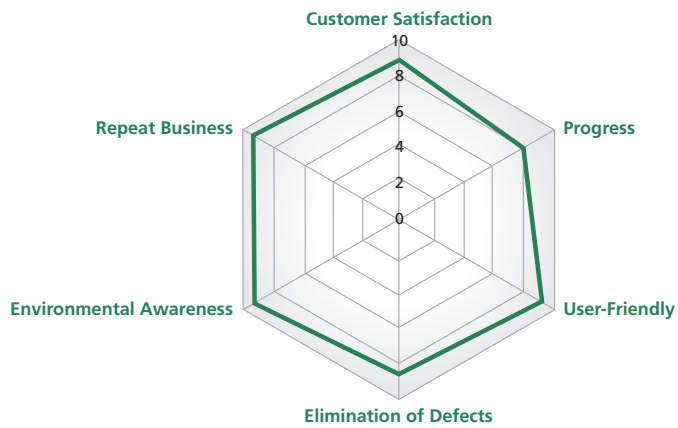 Customer Satisfaction
10
8
6
4
2
0
Repeat Business
Progress
Environmental Awareness
User-Friendly
Elimination of Defects